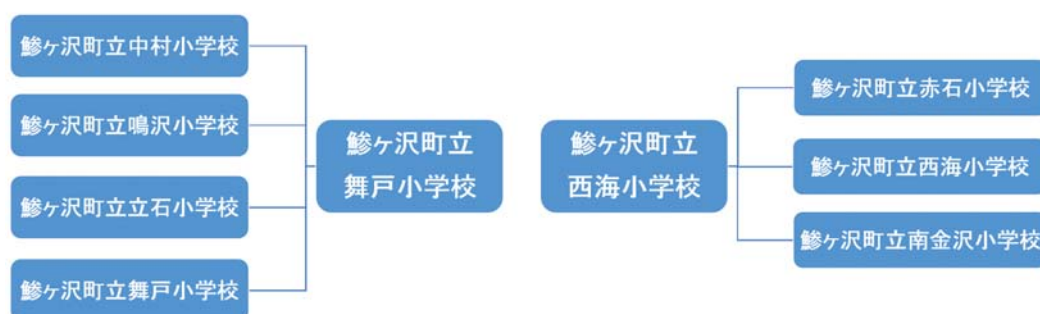 鰺ヶ沢町立中村小学校
鰺ヶ沢町立鳴沢小学校
鰺ヶ沢町立立石小学校
鰺ヶ沢町立舞戸小学校
鰺ヶ沢町立
舞戸小学校
鰺ヶ沢町立
西海小学校
鰺ヶ沢町立赤石小学校
鰺ヶ沢町立西海小学校
鰺ヶ沢町立南金沢小学校